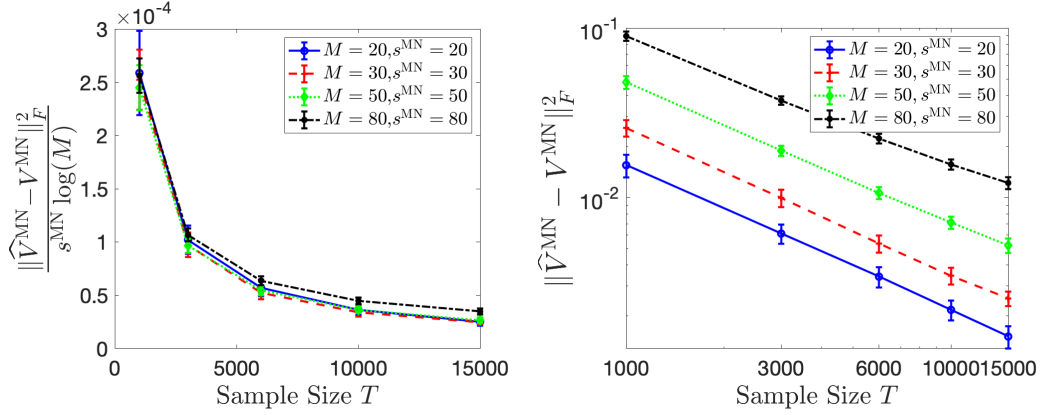 ×10⁻⁴
3
2.5
2
1.5
1
0.5
0
0 5000 10000 15000
Sample Size T
||V̂^MN − V^MN||²_F
s^MN log(M)
M = 20,s^MN = 20
M = 30,s^MN = 30
M = 50,s^MN = 50
M = 80,s^MN = 80
10⁻¹
10⁻²
1000 3000 6000 1000015000
Sample Size T
||V̂^MN − V^MN||²_F
M = 20,s^MN = 20
M = 30,s^MN = 30
M = 50,s^MN = 50
M = 80,s^MN = 80